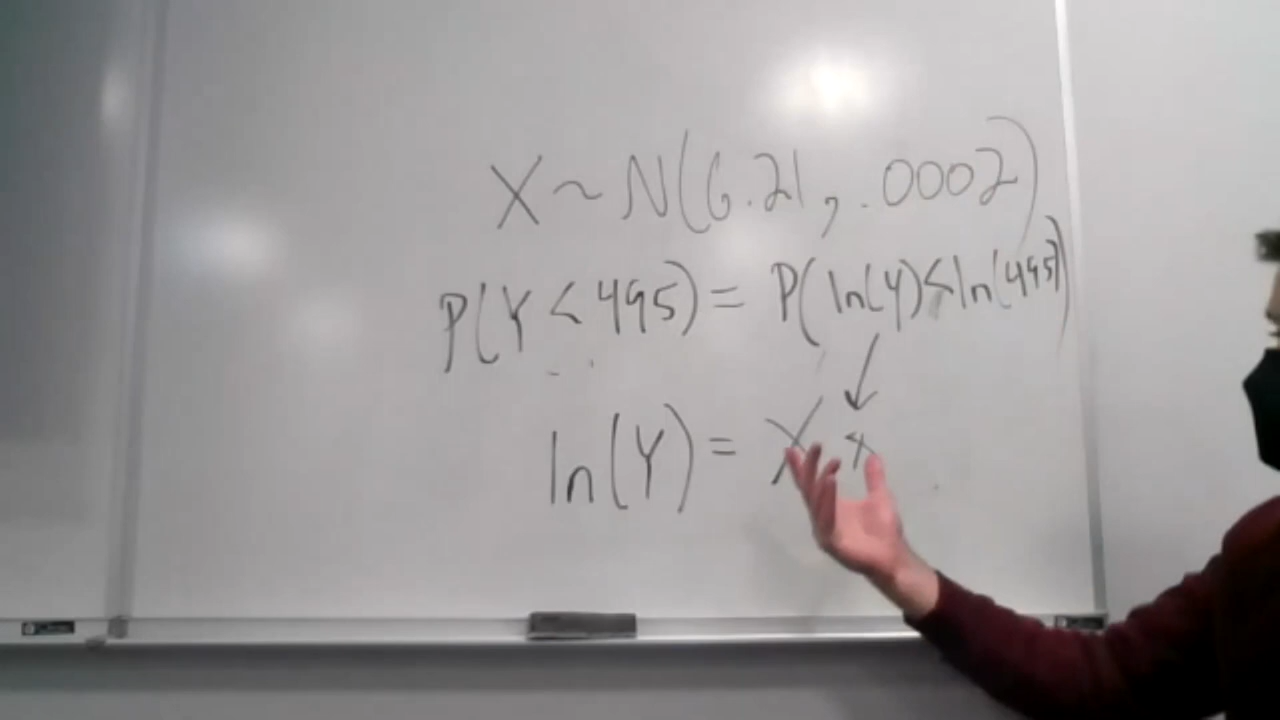 X ~ N(6.21, .0002)
P(Y < 495) = P(ln(Y) < ln(495))
ln(Y) = X x